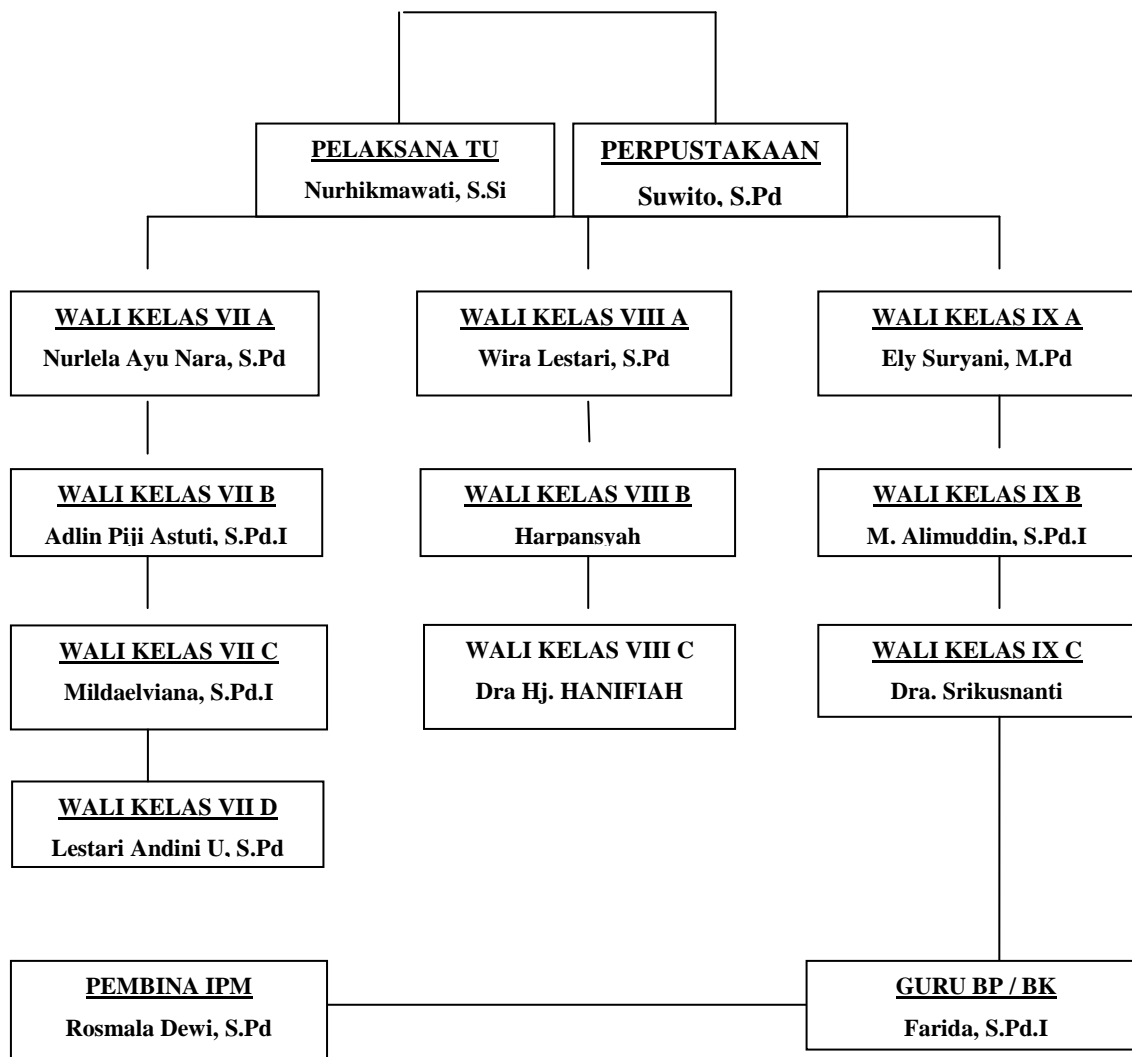 PELAKSANA TU
Nurhikmawati, S.Si
PERPUSTAKAAN
Suwito, S.Pd
WALI KELAS VII A
Nurlela Ayu Nara, S.Pd
WALI KELAS VIII A
Wira Lestari, S.Pd
WALI KELAS IX A
Ely Suryani, M.Pd
WALI KELAS VII B
Adlin Piji Astuti, S.Pd.I
WALI KELAS VIII B
Harpansyah
WALI KELAS IX B
M. Alimuddin, S.Pd.I
WALI KELAS VII C
Mildaelviana, S.Pd.I
WALI KELAS VIII C
Dra Hj. HANIFIAH
WALI KELAS IX C
Dra. Srikusnanti
WALI KELAS VII D
Lestari Andini U, S.Pd
PEMBINA IPM
Rosmala Dewi, S.Pd
GURU BP / BK
Farida, S.Pd.I